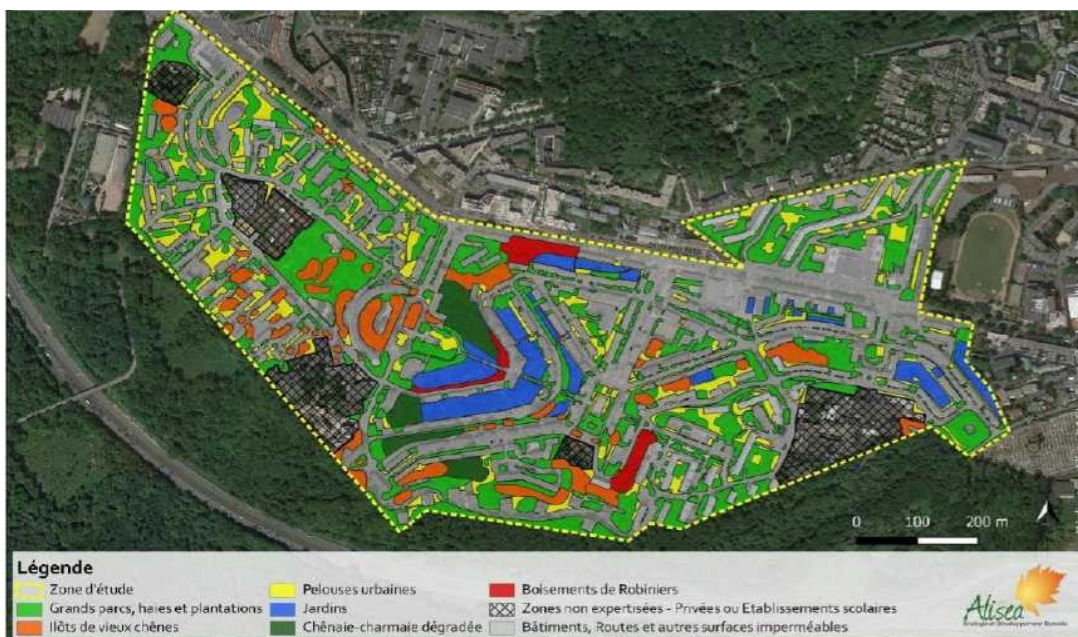 0 100 200 m
Légende
Zone d'étude
Grands parcs, haies et plantations
Ilôts de vieux chênes
Pelouses urbaines
Jardins
Chênaie-charmaie dégradée
Boisements de Robiniers
Zones non expertisées - Privées ou Etablissements scolaires
Bâtiments, Routes et autres surfaces imperméables
Alisea